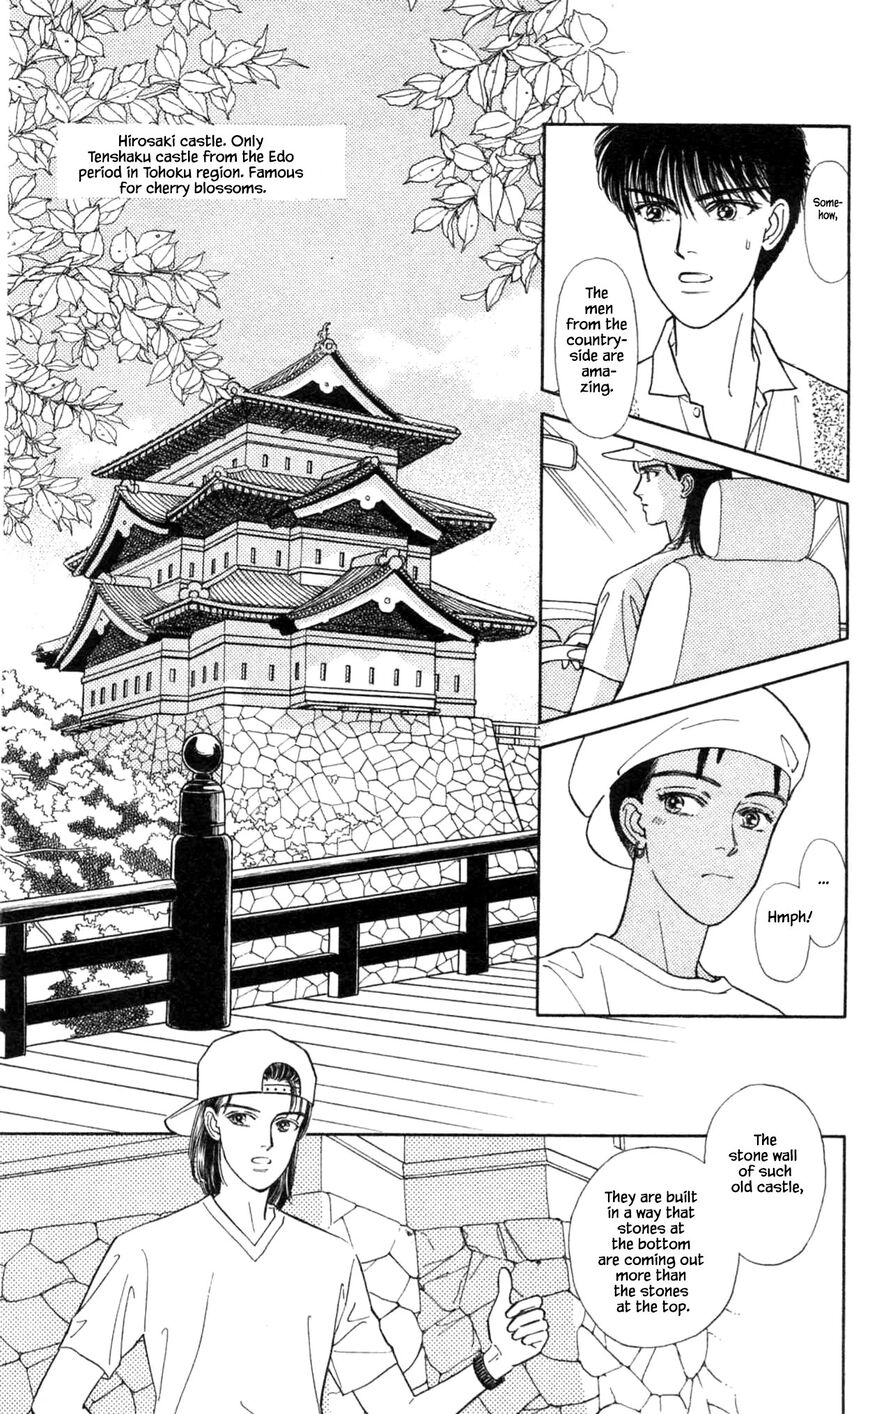 Some-
how,
The
men
from the
country-
side are
ama-
zing.
...
Hmph!
Hirosaki castle. Only
Tenshaku castle from the Edo
period in Tohoku region. Famous
for cherry blossoms.
The
stone wall
of such
old castle,
They are built
in a way that
stones at
the bottom
are coming out
more than
the stones
at the top.